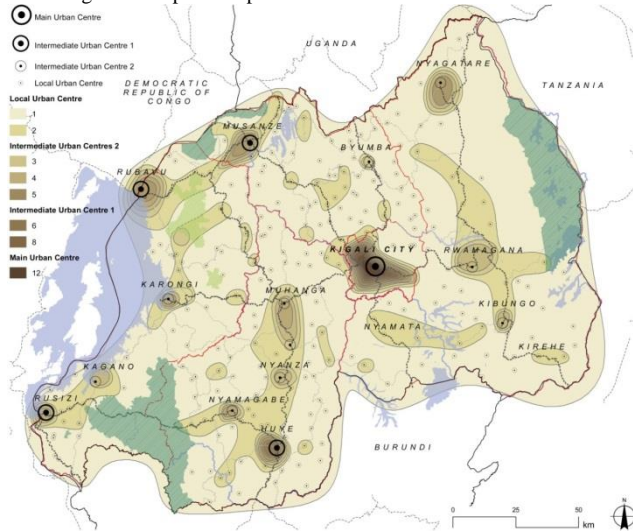 Main Urban Centre
Intermediate Urban Centre 1
Intermediate Urban Centre 2
Local Urban Centre
Local Urban Centre
1
2
Intermediate Urban Centres 2
3
4
5
Intermediate Urban Centre 1
6
8
Main Urban Centre
12
UGANDA
DEMOCRATIC
REPUBLIC OF
CONGO
TANZANIA
NYAGATARE
MUSANZE
BYUMBA
RUBAVU
KIGALI CITY
RWAMAGANA
KARONGI
MUHANGA
KIBUNGO
NYAMATA
KIREHE
KAGANO
NYANZA
RUSIZI
NYAMAGABE
HUYE
BURUNDI
0
25
50
km
N